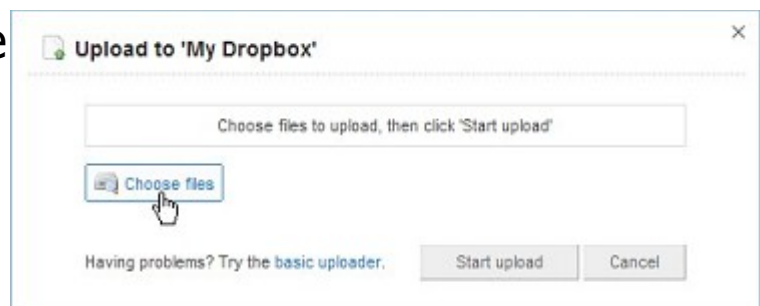 e
Upload to 'My Dropbox'
×
Choose files to upload, then click 'Start upload'
Choose files
Having problems? Try the basic uploader.
Start upload
Cancel